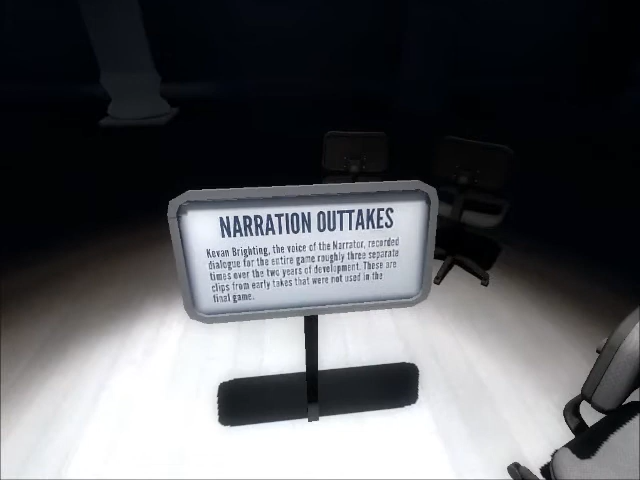 NARRATION OUTTAKES
Kevan Brighting, the voice of the Narrator, recorded
dialogue for the entire game roughly three separate
times over the two years of development. These are
clips from early takes that were not used in the
final game.